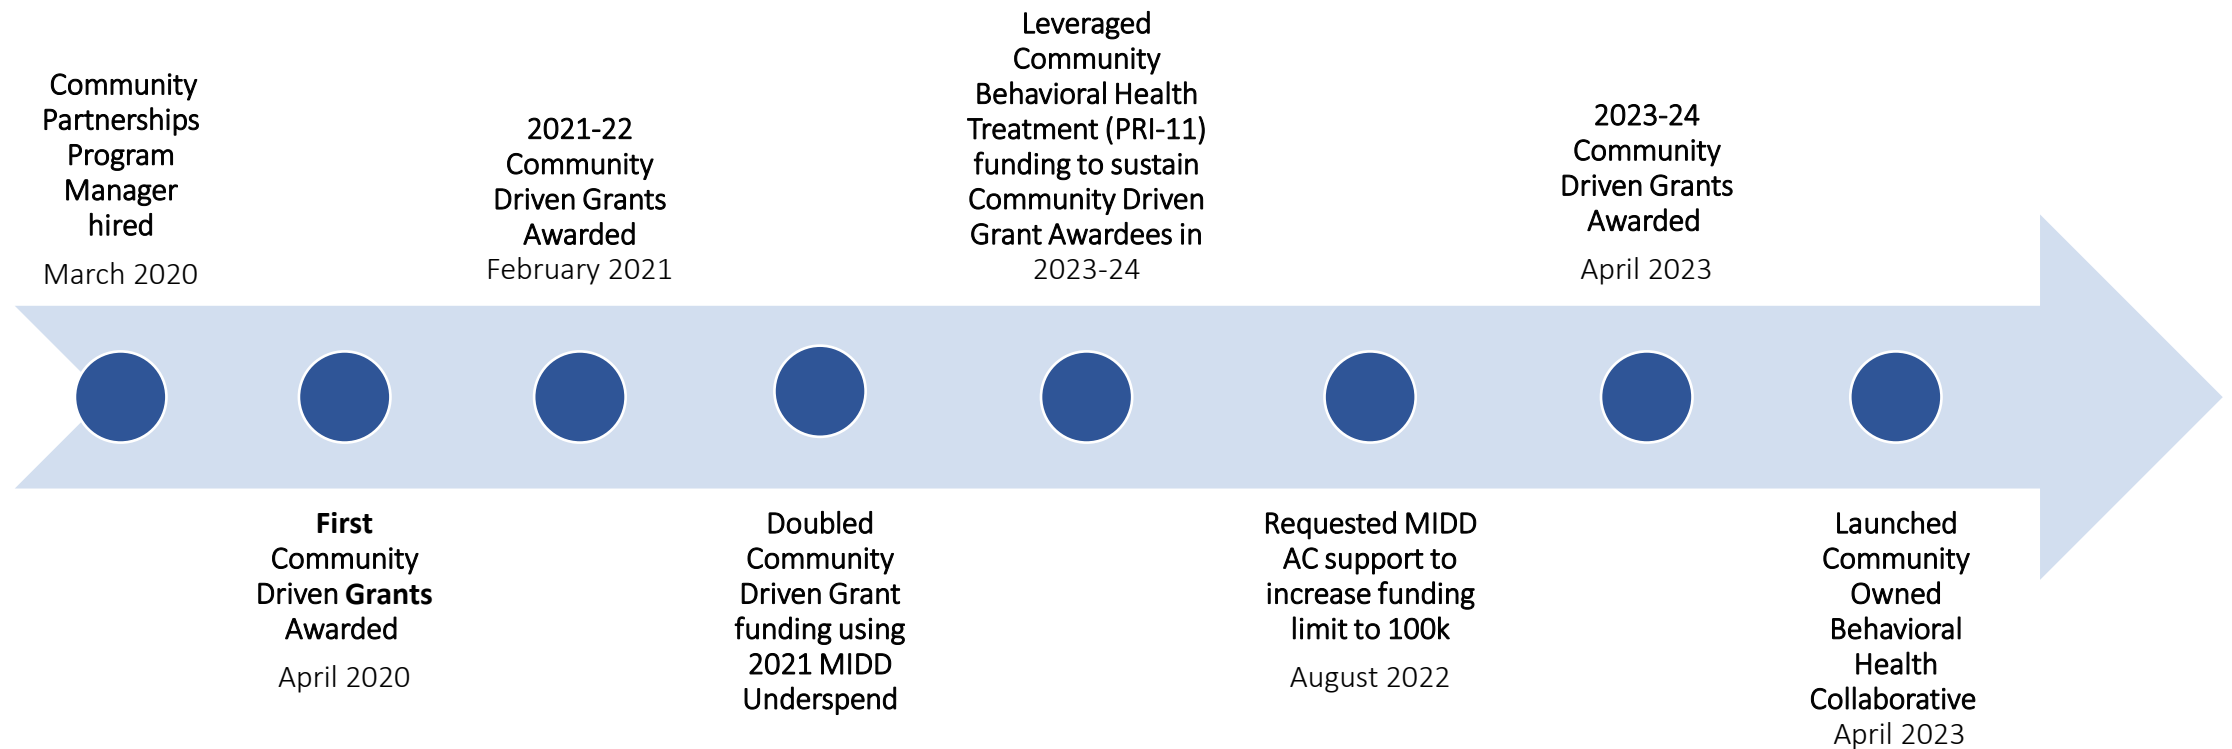 Community
Partnerships
Program
Manager
hired
March 2020
First
Community
Driven Grants
Awarded
April 2020
2021-22
Community
Driven Grants
Awarded
February 2021
Doubled
Community
Driven Grant
funding using
2021 MIDD
Underspend
Leveraged
Community
Behavioral Health
Treatment (PRI-11)
funding to sustain
Community Driven
Grant Awardees in
2023-24
Requested MIDD
AC support to
increase funding
limit to 100k
August 2022
2023-24
Community
Driven Grants
Awarded
April 2023
Launched
Community
Owned
Behavioral
Health
Collaborative
April 2023